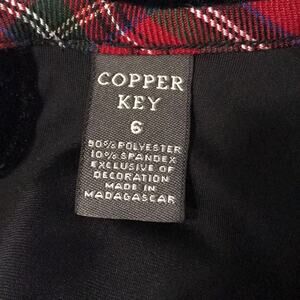 COPPER
KEY
6
90% POLYESTER
10% SPANDEX
EXCLUSIVE OF
DECORATION
MADE IN
MADAGASCAR